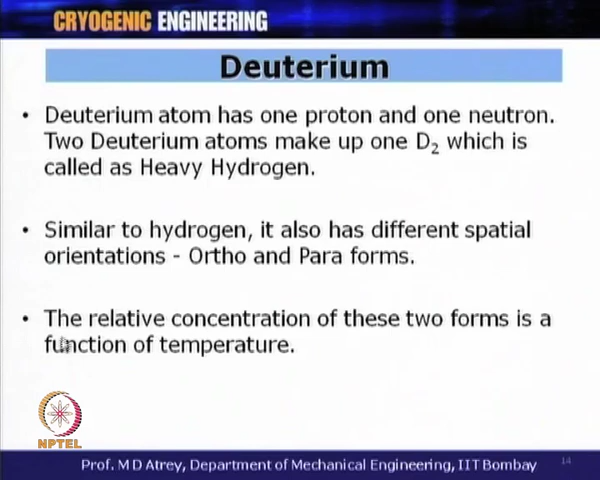 CRYOGENIC ENGINEERING
Deuterium
• Deuterium atom has one proton and one neutron.
Two Deuterium atoms make up one D₂ which is
called as Heavy Hydrogen.
• Similar to hydrogen, it also has different spatial
orientations - Ortho and Para forms.
• The relative concentration of these two forms is a
function of temperature.
NPTEL
Prof. M D Atrey, Department of Mechanical Engineering, IIT Bombay
14